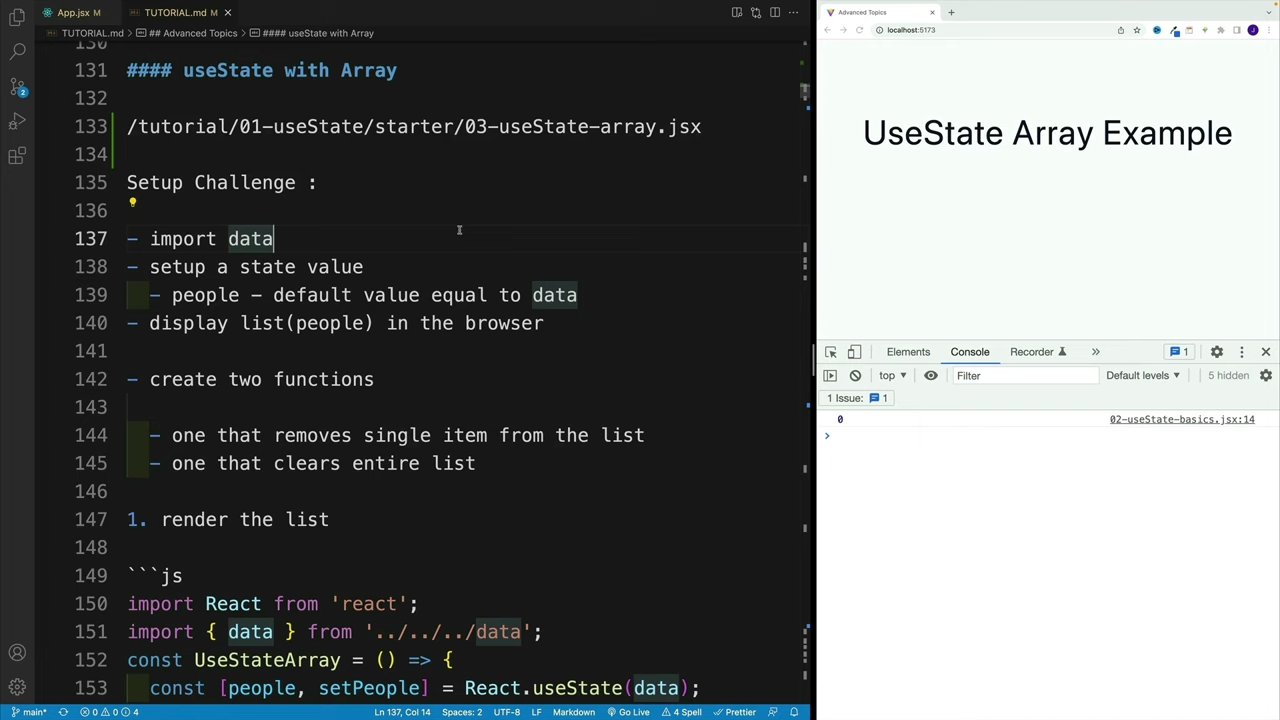 App.jsx M
TUTORIAL.md M
TUTORIAL.md > ## Advanced Topics > #### useState with Array
130
131 #### useState with Array
132
133 /tutorial/01-useState/starter/03-useState-array.jsx
134
135 Setup Challenge :
136
137 - import data
138 - setup a state value
139 - people - default value equal to data
140 - display list(people) in the browser
141
142 - create two functions
143
144 - one that removes single item from the list
145 - one that clears entire list
146
147 1. render the list
148
149 ```js
150 import React from 'react';
151 import { data } from '../../../data';
152 const UseStateArray = () => {
153 const [people, setPeople] = React.useState(data);
2
main*
0 0 4
Ln 137, Col 14
Spaces: 2
UTF-8
LF
Markdown
Go Live
4 Spell
Prettier
Advanced Topics
localhost:5173
J
UseState Array Example
Elements
Console
Recorder
1
top
Filter
Default levels
5 hidden
1 Issue: 1
0
02-useState-basics.jsx:14